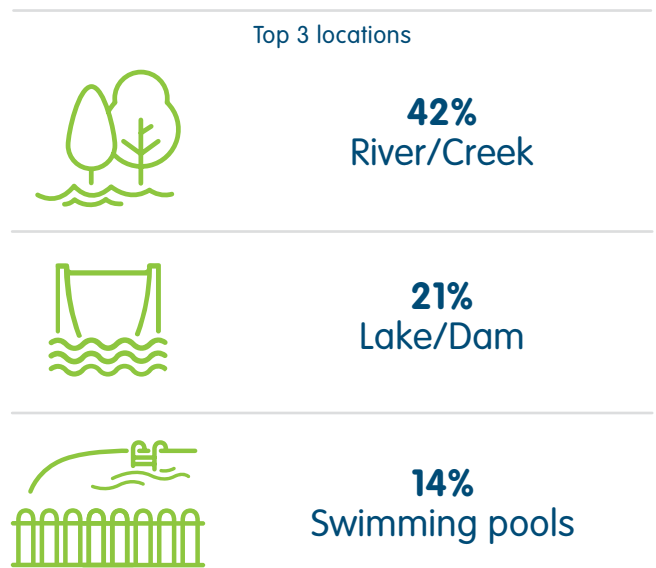 Top 3 locations
42%
River/Creek
21%
Lake/Dam
14%
Swimming pools